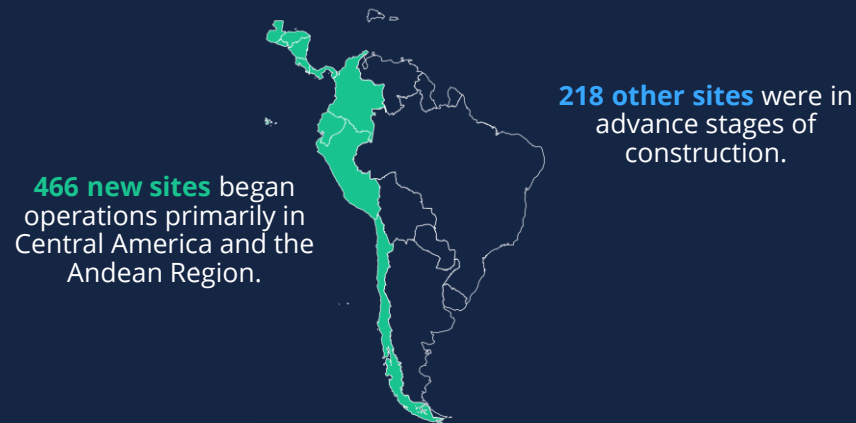 466 new sites began
operations primarily in
Central America and the
Andean Region.
218 other sites were in
advance stages of
construction.